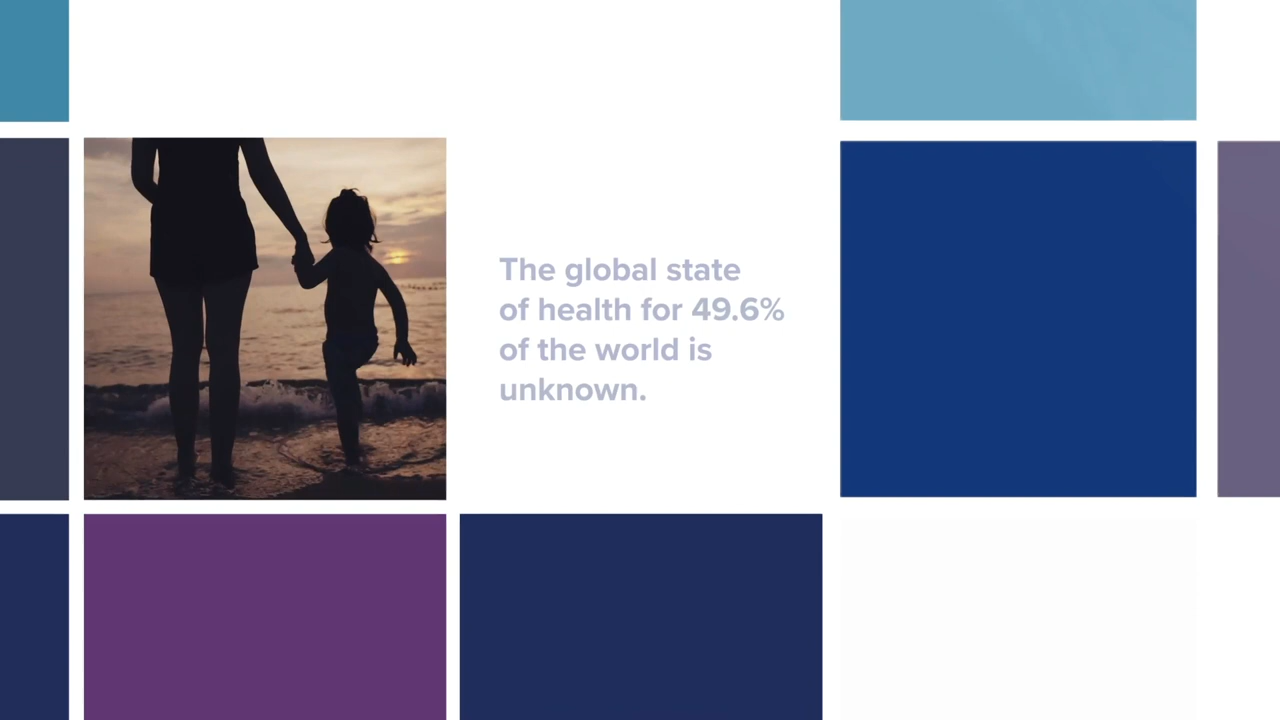 The global state
of health for 49.6%
of the world is
unknown.